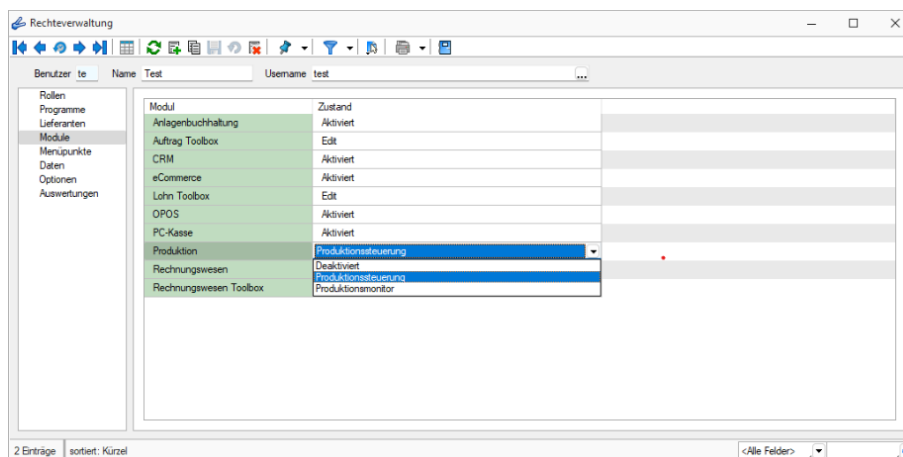 Rechteverwaltung
Benutzer te Name Test Username test ...
Rollen
Programme
Lieferanten
Module
Menüpunkte
Daten
Optionen
Auswertungen
Modul Zustand
Anlagenbuchhaltung Aktiviert
Auftrag Toolbox Edit
CRM Aktiviert
eCommerce Aktiviert
Lohn Toolbox Edit
OPOS Aktiviert
PC-Kasse Aktiviert
Produktion Produktionssteuerung
Rechnungswesen Deaktiviert
Produktionssteuerung
Rechnungswesen Toolbox Produktionsmonitor
2 Einträge sortiert: Kürzel <Alle Felder>